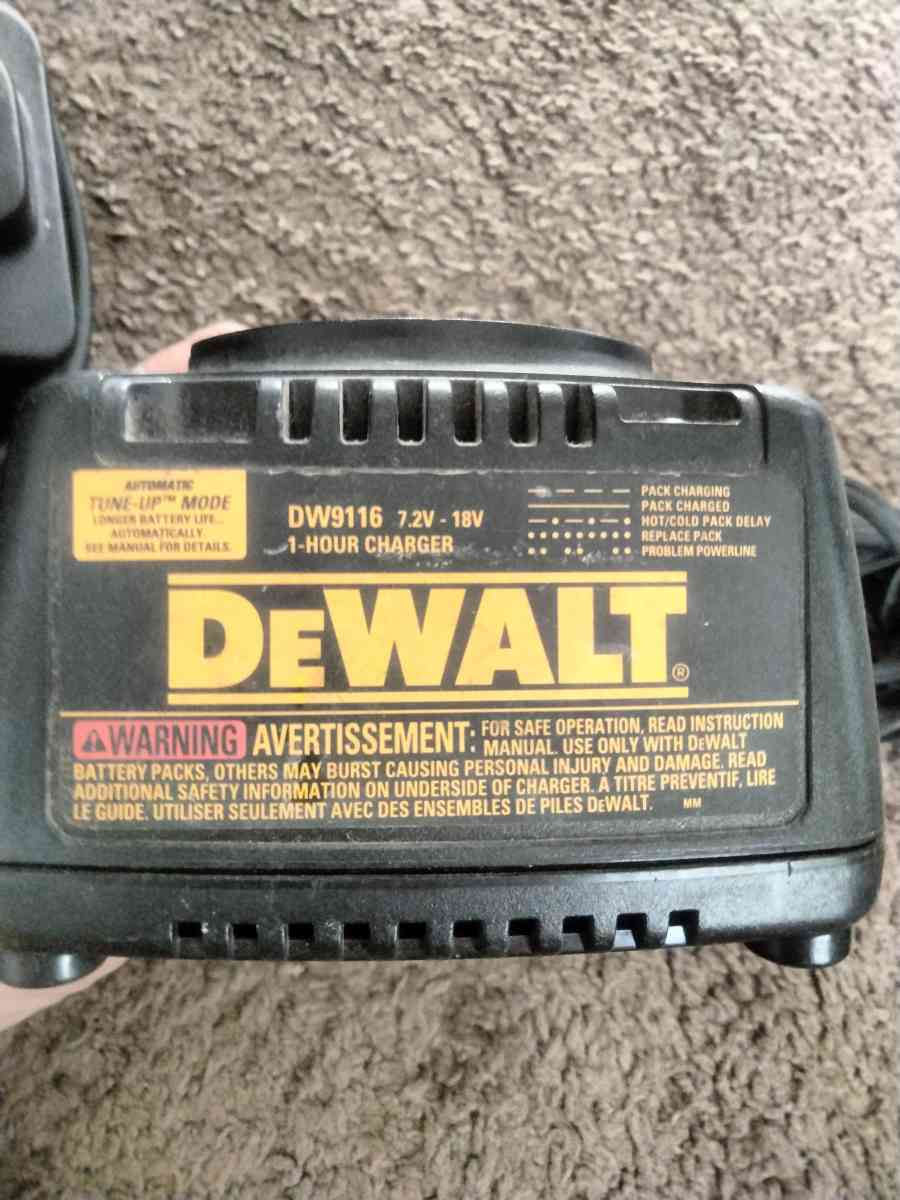 AUTOMATIC
TUNE-UP™ MODE
LONGER BATTERY LIFE...
AUTOMATICALLY.
SEE MANUAL FOR DETAILS.
DW9116 7.2V - 18V
1-HOUR CHARGER
PACK CHARGING
PACK CHARGED
HOT/COLD PACK DELAY
REPLACE PACK
PROBLEM POWERLINE
DEWALT®
WARNING AVERTISSEMENT: FOR SAFE OPERATION, READ INSTRUCTION
MANUAL. USE ONLY WITH DEWALT
BATTERY PACKS, OTHERS MAY BURST CAUSING PERSONAL INJURY AND DAMAGE. READ
ADDITIONAL SAFETY INFORMATION ON UNDERSIDE OF CHARGER. A TITRE PREVENTIF, LIRE
LE GUIDE. UTILISER SEULEMENT AVEC DES ENSEMBLES DE PILES DEWALT. MM